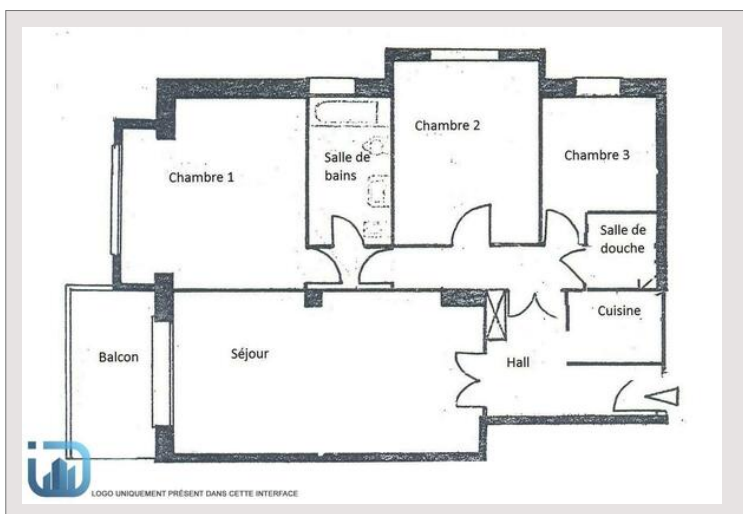 Chambre 2
Chambre 3
Salle de
bains
Chambre 1
Salle de
douche
Cuisine
Balcon
Séjour
Hall
LOGO UNIQUEMENT PRÉSENT DANS CETTE INTERFACE